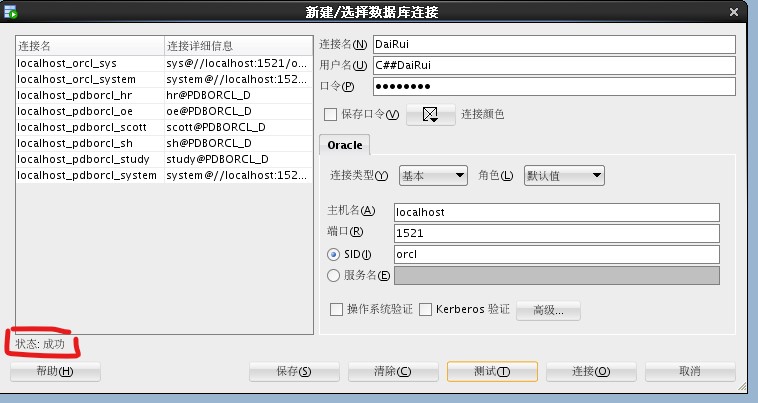 新建/选择数据库连接
连接名 连接详细信息
localhost_orcl_sys sys@//localhost:1521/o...
localhost_orcl_system system@//localhost:152...
localhost_pdborcl_hr hr@PDBORCL_D
localhost_pdborcl_oe oe@PDBORCL_D
localhost_pdborcl_scott scott@PDBORCL_D
localhost_pdborcl_sh sh@PDBORCL_D
localhost_pdborcl_study study@PDBORCL_D
localhost_pdborcl_system system@//localhost:152...
连接名(N) DaiRui
用户名(U) C##DaiRui
口令(P) ●●●●●●●●
保存口令(V) 连接颜色
Oracle
连接类型(Y) 基本 角色(L) 默认值
主机名(A) localhost
端口(R) 1521
SID(I) orcl
服务名(E)
操作系统验证 Kerberos 验证 高级...
状态: 成功
帮助(H) 保存(S) 清除(C) 测试(T) 连接(O) 取消